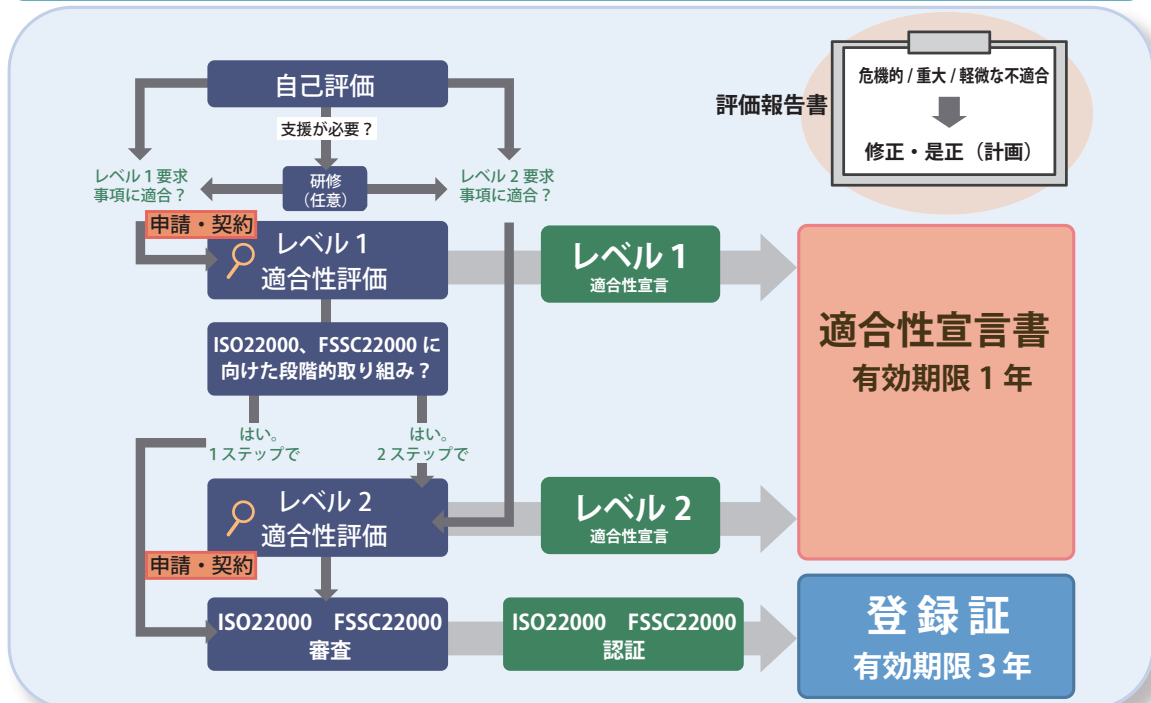 自己評価
支援が必要？
レベル 1 要求
事項に適合？
研修
（任意）
レベル 2 要求
事項に適合？
評価報告書
危機的 / 重大 / 軽微な不適合
修正・是正（計画）
申請・契約
レベル 1
適合性評価
レベル 1
適合性宣言
適合性宣言書
有効期限 1 年
ISO22000、FSSC22000 に
向けた段階的取り組み？
はい。
1 ステップで
はい。
2 ステップで
レベル 2
適合性評価
レベル 2
適合性宣言
申請・契約
ISO22000　FSSC22000
審査
ISO22000　FSSC22000
認証
登録証
有効期限 3 年